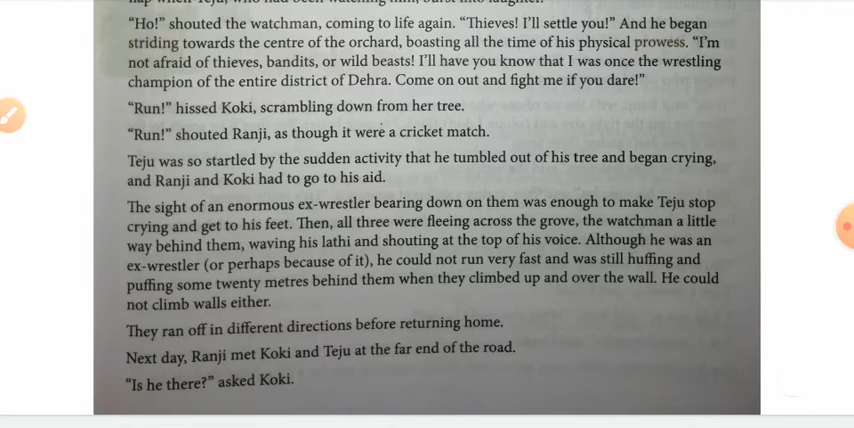 “Ho!” shouted the watchman, coming to life again. “Thieves! I’ll settle you!” And he began
striding towards the centre of the orchard, boasting all the time of his physical prowess. “I’m
not afraid of thieves, bandits, or wild beasts! I’ll have you know that I was once the wrestling
champion of the entire district of Dehra. Come on out and fight me if you dare!”
“Run!” hissed Koki, scrambling down from her tree.
“Run!” shouted Ranji, as though it were a cricket match.
Teju was so startled by the sudden activity that he tumbled out of his tree and began crying,
and Ranji and Koki had to go to his aid.
The sight of an enormous ex-wrestler bearing down on them was enough to make Teju stop
crying and get to his feet. Then, all three were fleeing across the grove, the watchman a little
way behind them, waving his lathi and shouting at the top of his voice. Although he was an
ex-wrestler (or perhaps because of it), he could not run very fast and was still huffing and
puffing some twenty metres behind them when they climbed up and over the wall. He could
not climb walls either.
They ran off in different directions before returning home.
Next day, Ranji met Koki and Teju at the far end of the road.
“Is he there?” asked Koki.